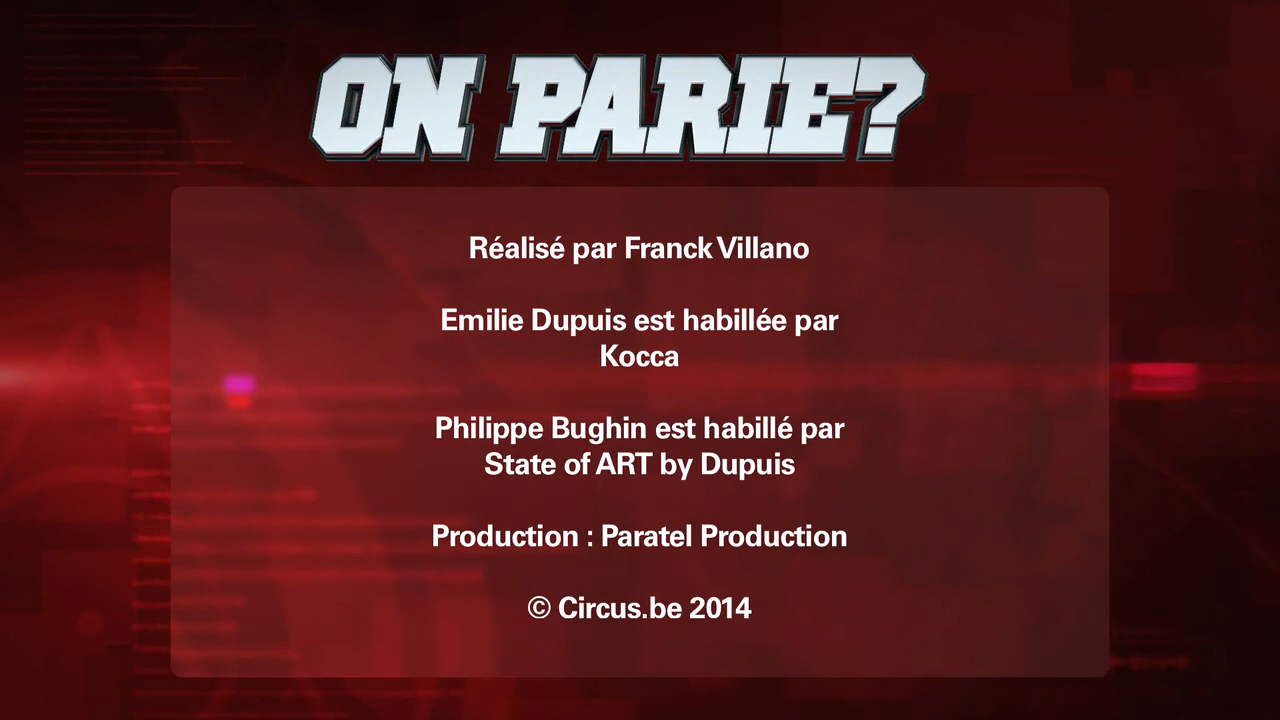 ON PARIE?
Réalisé par Franck Villano
Emilie Dupuis est habillée par
Kocca
Philippe Bughin est habillé par
State of ART by Dupuis
Production : Paratel Production
© Circus.be 2014